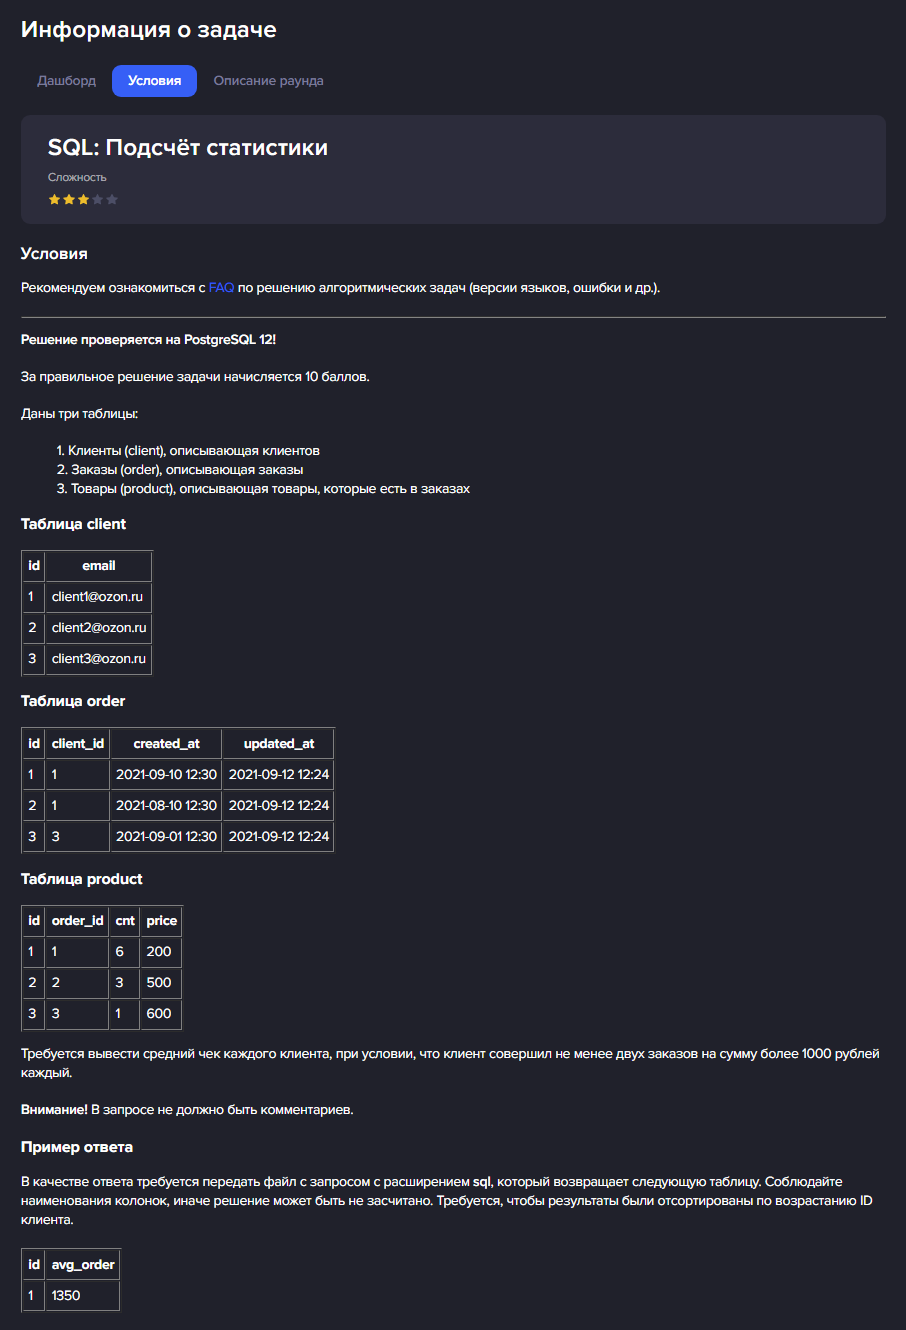 Информация о задаче
Дашборд Условия Описание раунда
SQL: Подсчёт статистики
Сложность
Условия
Рекомендуем ознакомиться с FAQ по решению алгоритмических задач (версии языков, ошибки и др.).
Решение проверяется на PostgreSQL 12!
За правильное решение задачи начисляется 10 баллов.
Даны три таблицы:
1. Клиенты (client), описывающая клиентов
2. Заказы (order), описывающая заказы
3. Товары (product), описывающая товары, которые есть в заказах
Таблица client
id email
1 client1@ozon.ru
2 client2@ozon.ru
3 client3@ozon.ru
Таблица order
id client_id created_at updated_at
1 1 2021-09-10 12:30 2021-09-12 12:24
2 1 2021-08-10 12:30 2021-09-12 12:24
3 3 2021-09-01 12:30 2021-09-12 12:24
Таблица product
id order_id cnt price
1 1 6 200
2 2 3 500
3 3 1 600
Требуется вывести средний чек каждого клиента, при условии, что клиент совершил не менее двух заказов на сумму более 1000 рублей
каждый.
Внимание! В запросе не должно быть комментариев.
Пример ответа
В качестве ответа требуется передать файл с запросом с расширением sql, который возвращает следующую таблицу. Соблюдайте
наименования колонок, иначе решение может быть не засчитано. Требуется, чтобы результаты были отсортированы по возрастанию ID
клиента.
id avg_order
1 1350